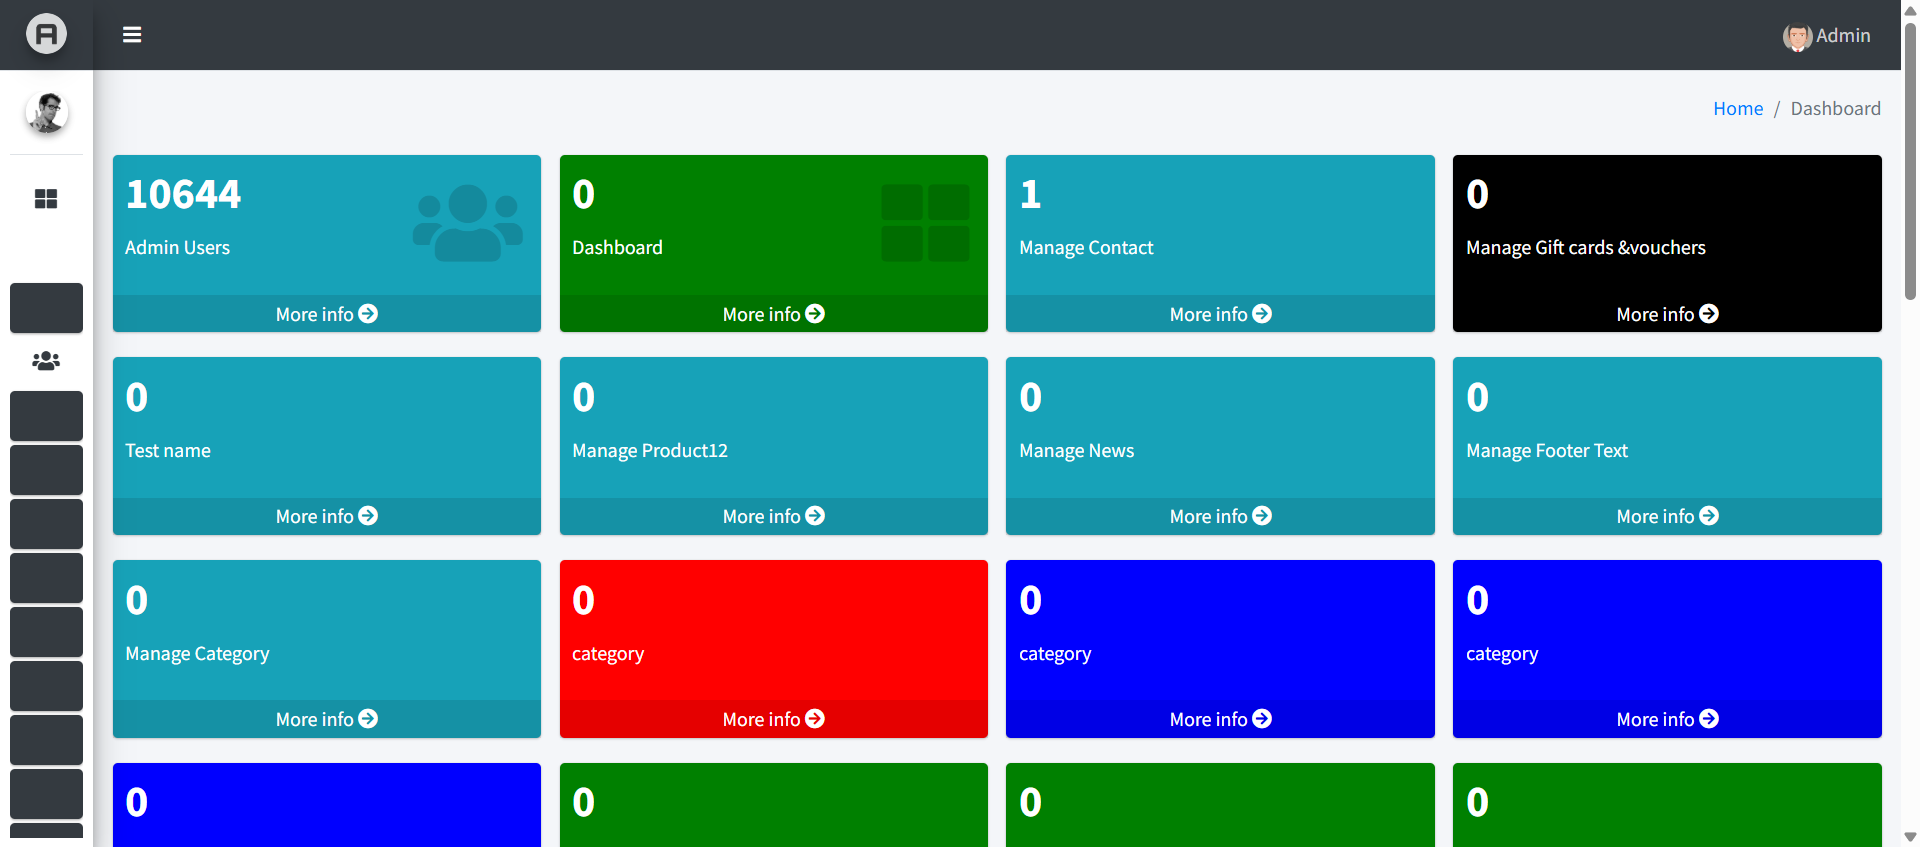 A
Admin
Home / Dashboard
10644
Admin Users
More info
0
Dashboard
More info
1
Manage Contact
More info
0
Manage Gift cards &vouchers
More info
0
Test name
More info
0
Manage Product12
More info
0
Manage News
More info
0
Manage Footer Text
More info
0
Manage Category
More info
0
category
More info
0
category
More info
0
category
More info
0
0
0
0